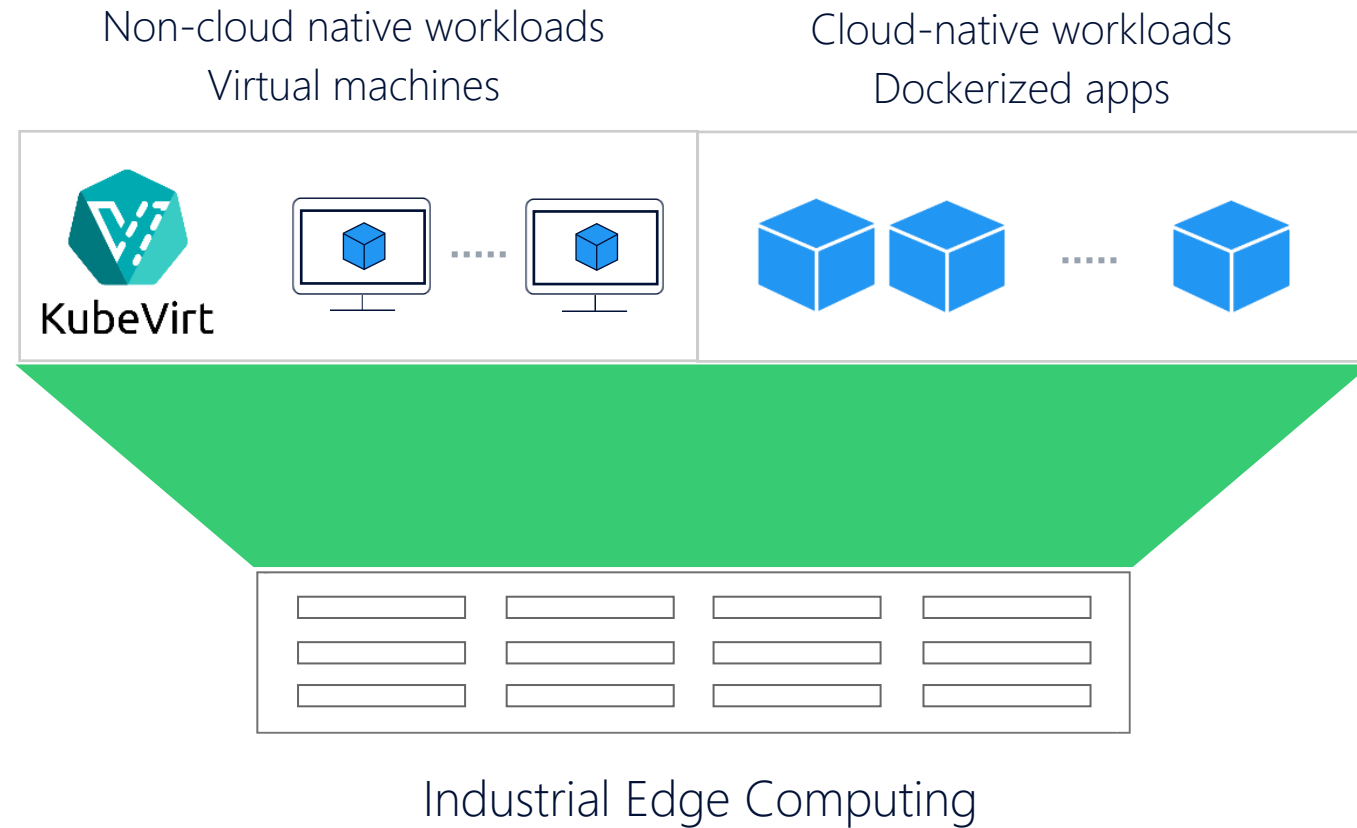 Non-cloud native workloads
Virtual machines
Cloud-native workloads
Dockerized apps
KubeVirt
Industrial Edge Computing